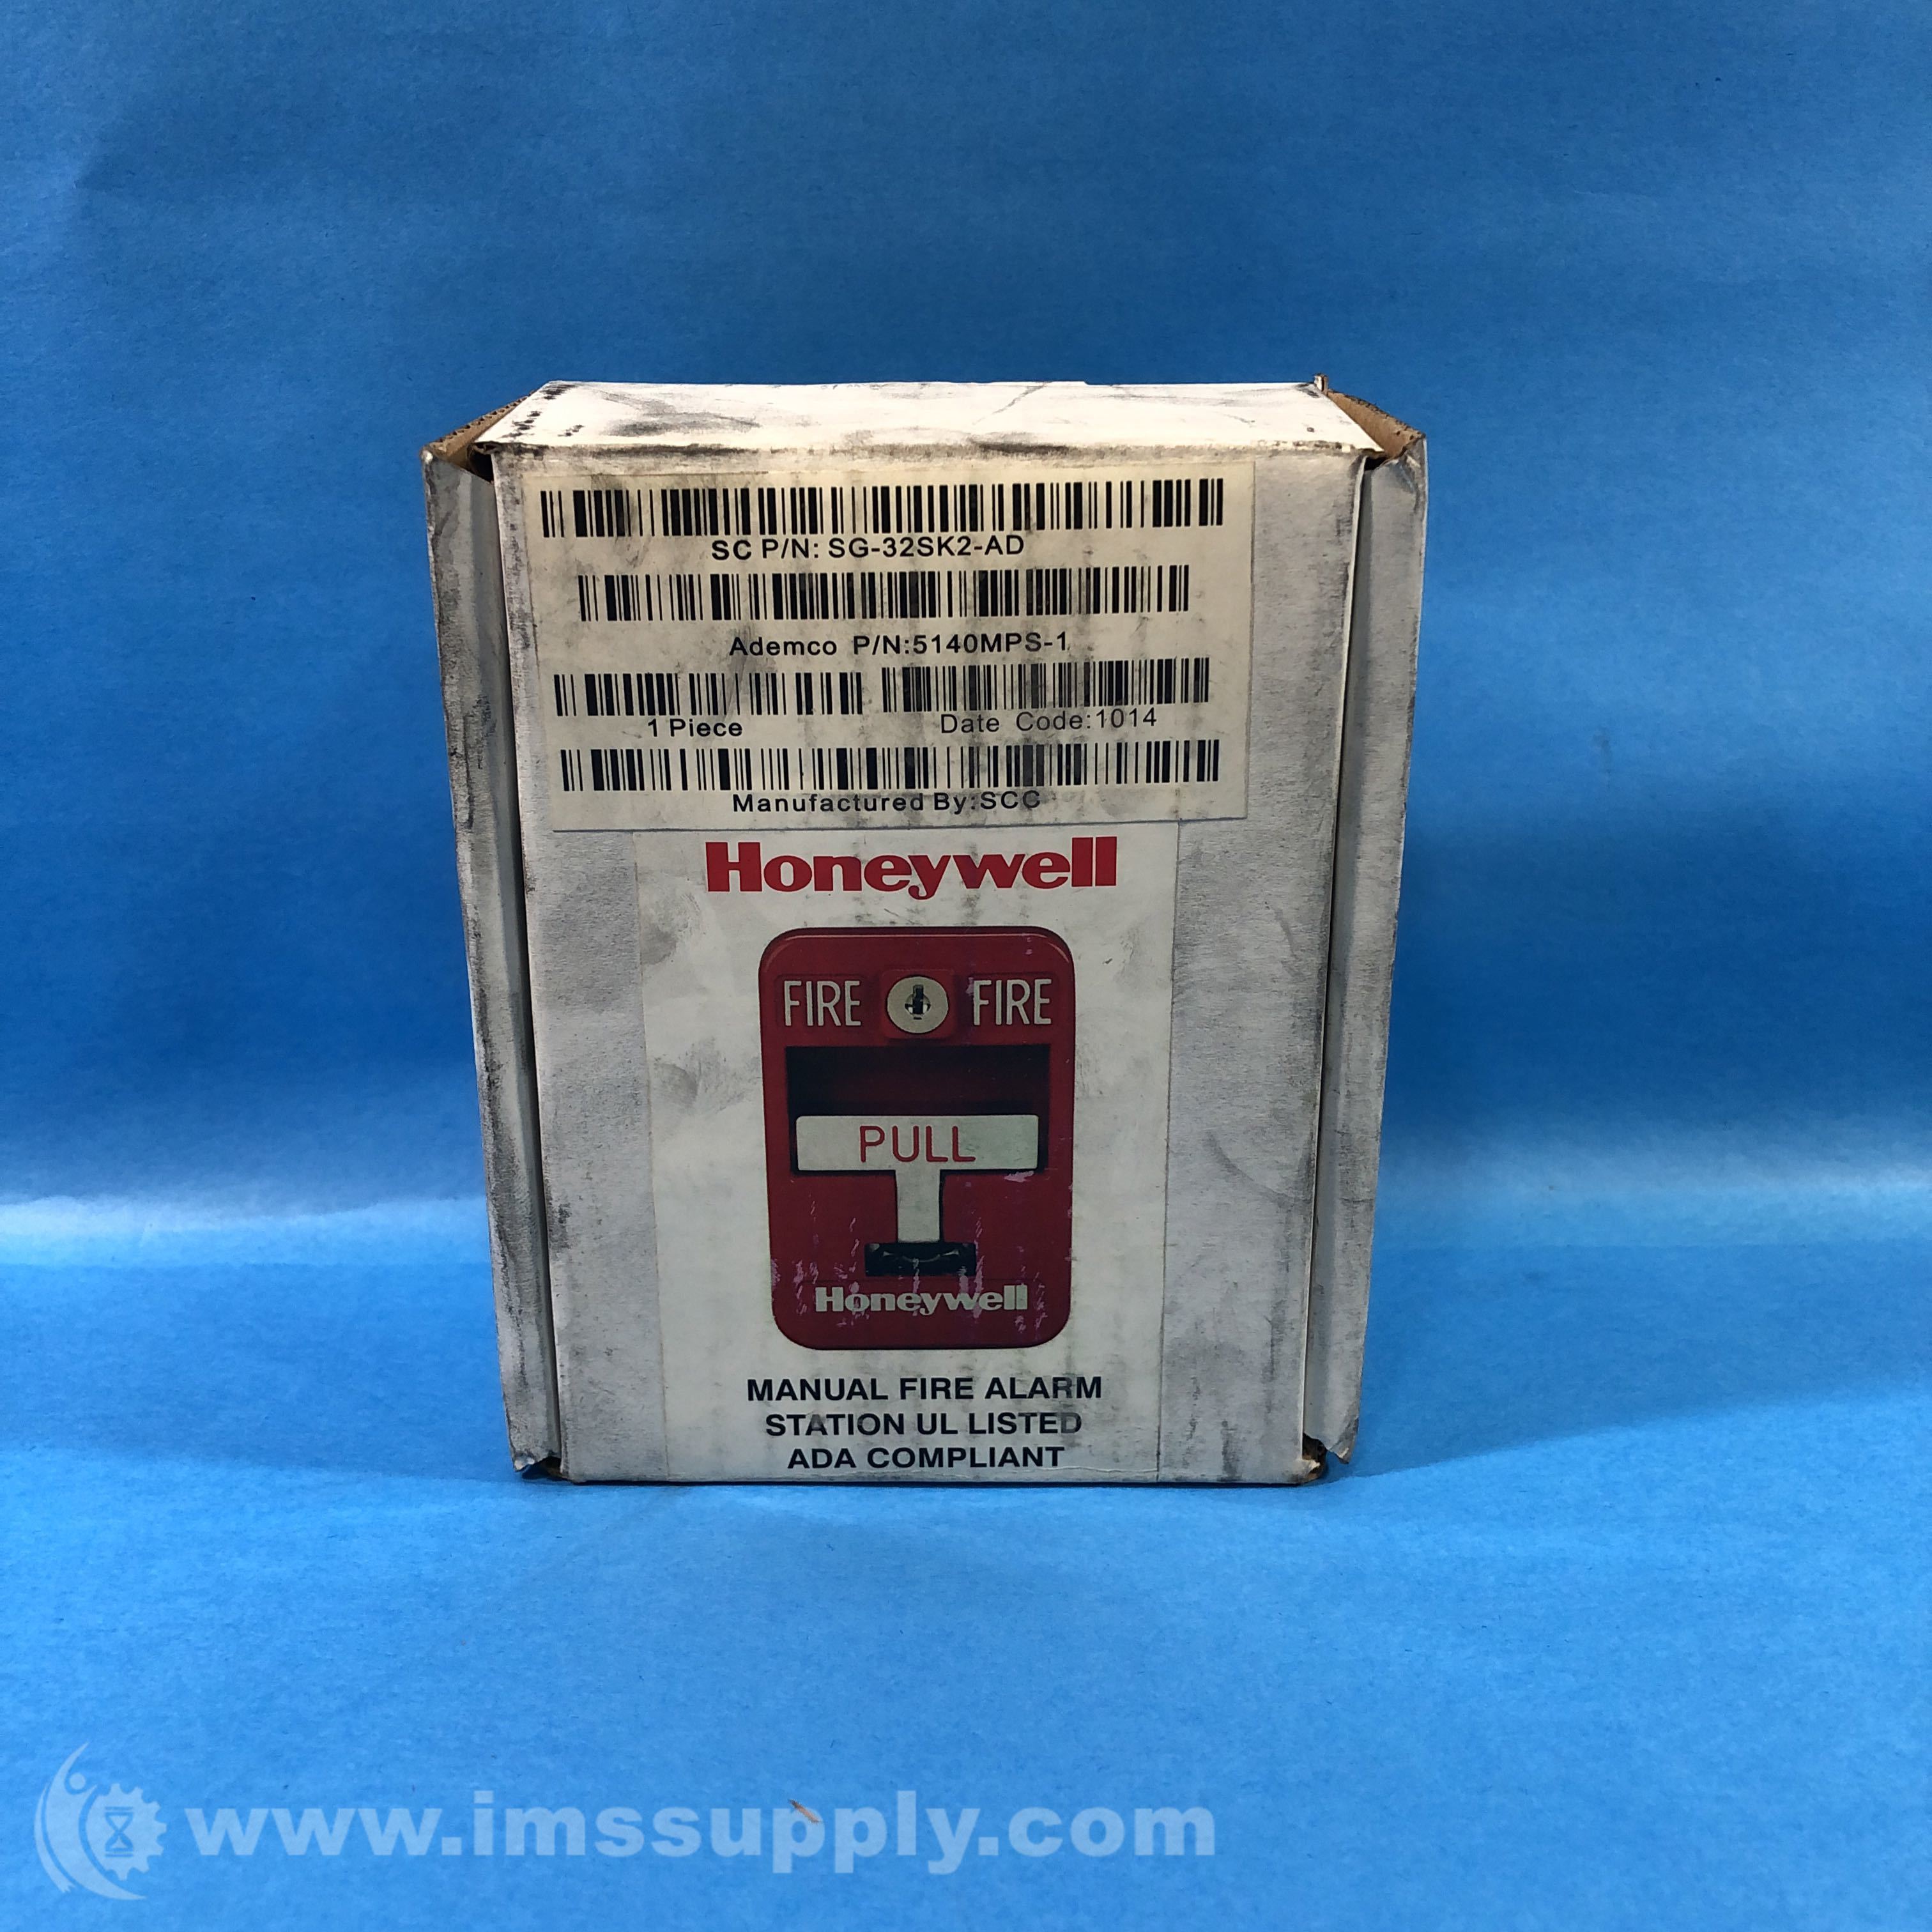 SC P/N: SG-32SK2-AD
Ademco P/N:5140MPS-1
1 Piece Date Code:1014
Manufactured By:SCC
Honeywell
FIRE FIRE
PULL
Honeywell
MANUAL FIRE ALARM
STATION UL LISTED
ADA COMPLIANT
www.imssupply.com